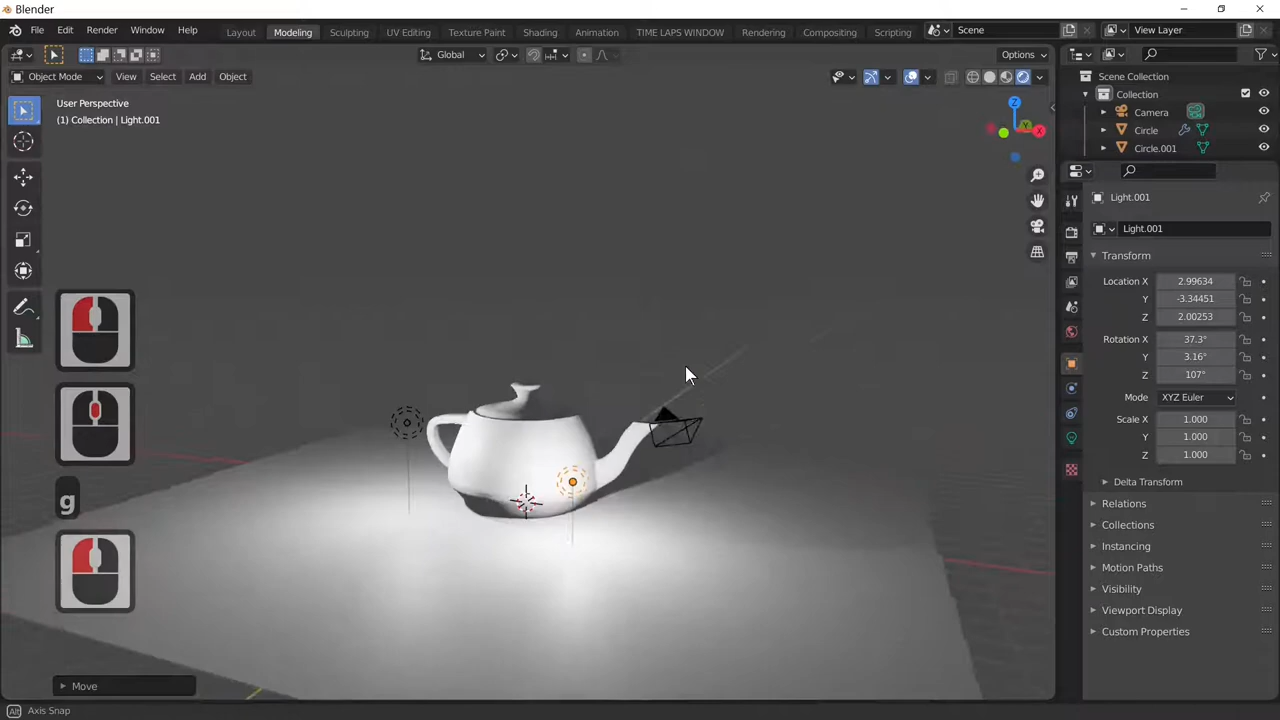 Blender
File Edit Render Window Help Layout Modeling Sculpting UV Editing Texture Paint Shading Animation TIME LAPS WINDOW Rendering Compositing Scripting Scene View Layer
Global Options
Object Mode View Select Add Object
Scene Collection
Collection
Camera
Circle
Circle.001
User Perspective
(1) Collection | Light.001
Z
Y
X
Light.001
Light.001
Transform
Location X 2.99634
Y -3.34451
Z 2.00253
Rotation X 37.3°
Y 3.16°
Z 107°
Mode XYZ Euler
Scale X 1.000
Y 1.000
Z 1.000
Delta Transform
Relations
Collections
Instancing
Motion Paths
Visibility
Viewport Display
Custom Properties
g
Move
Alt Axis Snap